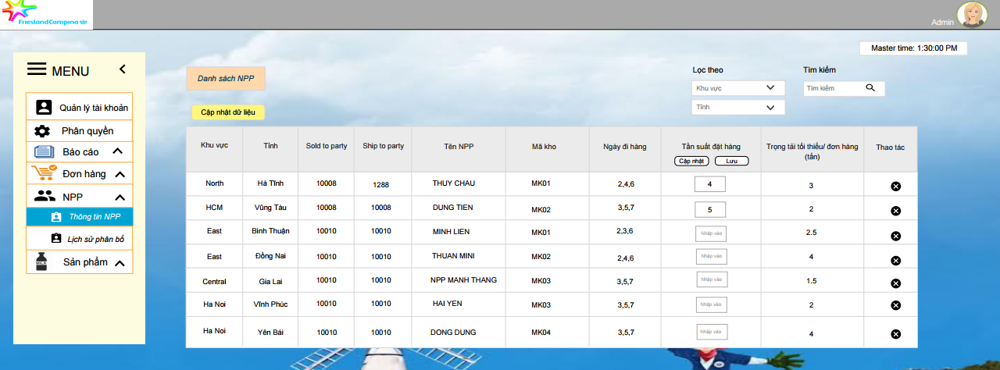 FrieslandCampina
Admin
Master time: 1:30:00 PM
MENU
Quản lý tài khoản
Phân quyền
Báo cáo
Đơn hàng
NPP
Thông tin NPP
Lịch sử phân bổ
MILK
Sản phẩm
Danh sách NPP
Cập nhật dữ liệu
Lọc theo
Khu vực
Tỉnh
Tìm kiếm
Tìm kiếm
Khu vực Tỉnh Sold to party Ship to party Tên NPP Mã kho Ngày đi hàng Tần suất đặt hàng Trọng tải tối thiểu/ đơn hàng Thao tác
Cập nhật Lưu (tấn)
North Hà Tĩnh 10008 1288 THUY CHAU MK01 2,4,6 4 3
HCM Vũng Tàu 10008 10008 DUNG TIEN MK02 3,5,7 5 2
East Bình Thuận 10010 10010 MINH LIEN MK01 2,3,6 Nhập vào 2.5
East Đồng Nai 10010 10010 THUAN MINI MK02 2,4,6 Nhập vào 4
Central Gia Lai 10010 10010 NPP MANH THANG MK03 3,5,7 Nhập vào 1.5
Ha Noi Vĩnh Phúc 10010 10010 HAI YEN MK03 3,5,7 Nhập vào 2
Ha Noi Yên Bái 10010 10010 DONG DUNG MK04 3,5,7 Nhập vào 4